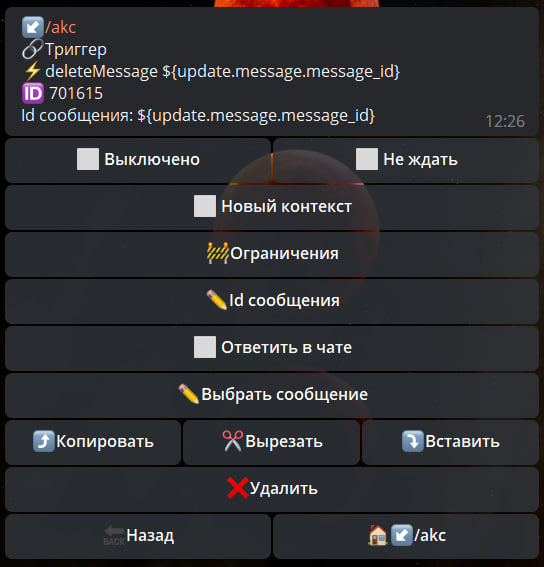 ↙️/akc
🔗Триггер
⚡deleteMessage ${update.message.message_id}
🆔 701615
Id сообщения: ${update.message.message_id}
12:26
⬜ Выключено
⬜ Не ждать
⬜ Новый контекст
🚧Ограничения
✏️Id сообщения
⬜ Ответить в чате
✏️Выбрать сообщение
⤴️Копировать
✂️Вырезать
⤵️Вставить
❌Удалить
🔙Назад
🏠↙️/akc